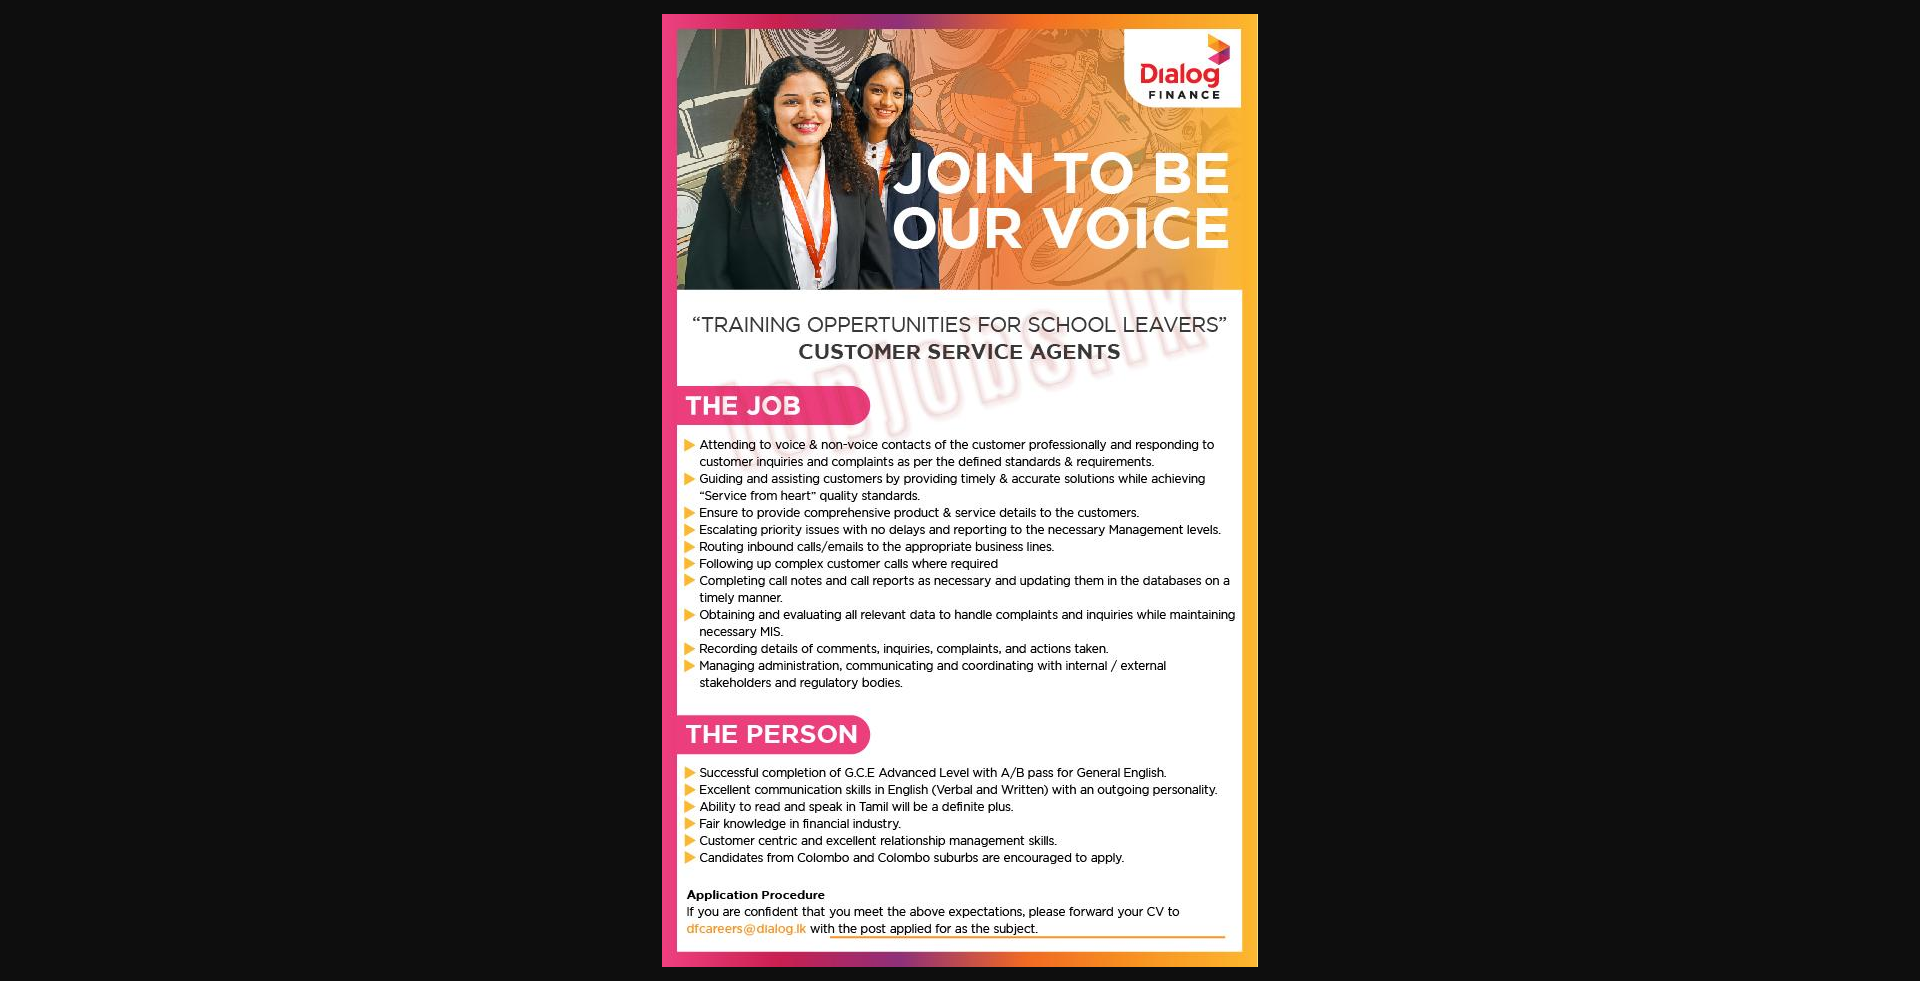 Dialog
FINANCE
JOIN TO BE
OUR VOICE
“TRAINING OPPERTUNITIES FOR SCHOOL LEAVERS”
CUSTOMER SERVICE AGENTS
topjobs.lk
THE JOB
Attending to voice & non-voice contacts of the customer professionally and responding to
customer inquiries and complaints as per the defined standards & requirements.
Guiding and assisting customers by providing timely & accurate solutions while achieving
“Service from heart” quality standards.
Ensure to provide comprehensive product & service details to the customers.
Escalating priority issues with no delays and reporting to the necessary Management levels.
Routing inbound calls/emails to the appropriate business lines.
Following up complex customer calls where required
Completing call notes and call reports as necessary and updating them in the databases on a
timely manner.
Obtaining and evaluating all relevant data to handle complaints and inquiries while maintaining
necessary MIS.
Recording details of comments, inquiries, complaints, and actions taken.
Managing administration, communicating and coordinating with internal / external
stakeholders and regulatory bodies.
THE PERSON
Successful completion of G.C.E Advanced Level with A/B pass for General English.
Excellent communication skills in English (Verbal and Written) with an outgoing personality.
Ability to read and speak in Tamil will be a definite plus.
Fair knowledge in financial industry.
Customer centric and excellent relationship management skills.
Candidates from Colombo and Colombo suburbs are encouraged to apply.
Application Procedure
If you are confident that you meet the above expectations, please forward your CV to
dfcareers@dialog.lk with the post applied for as the subject.